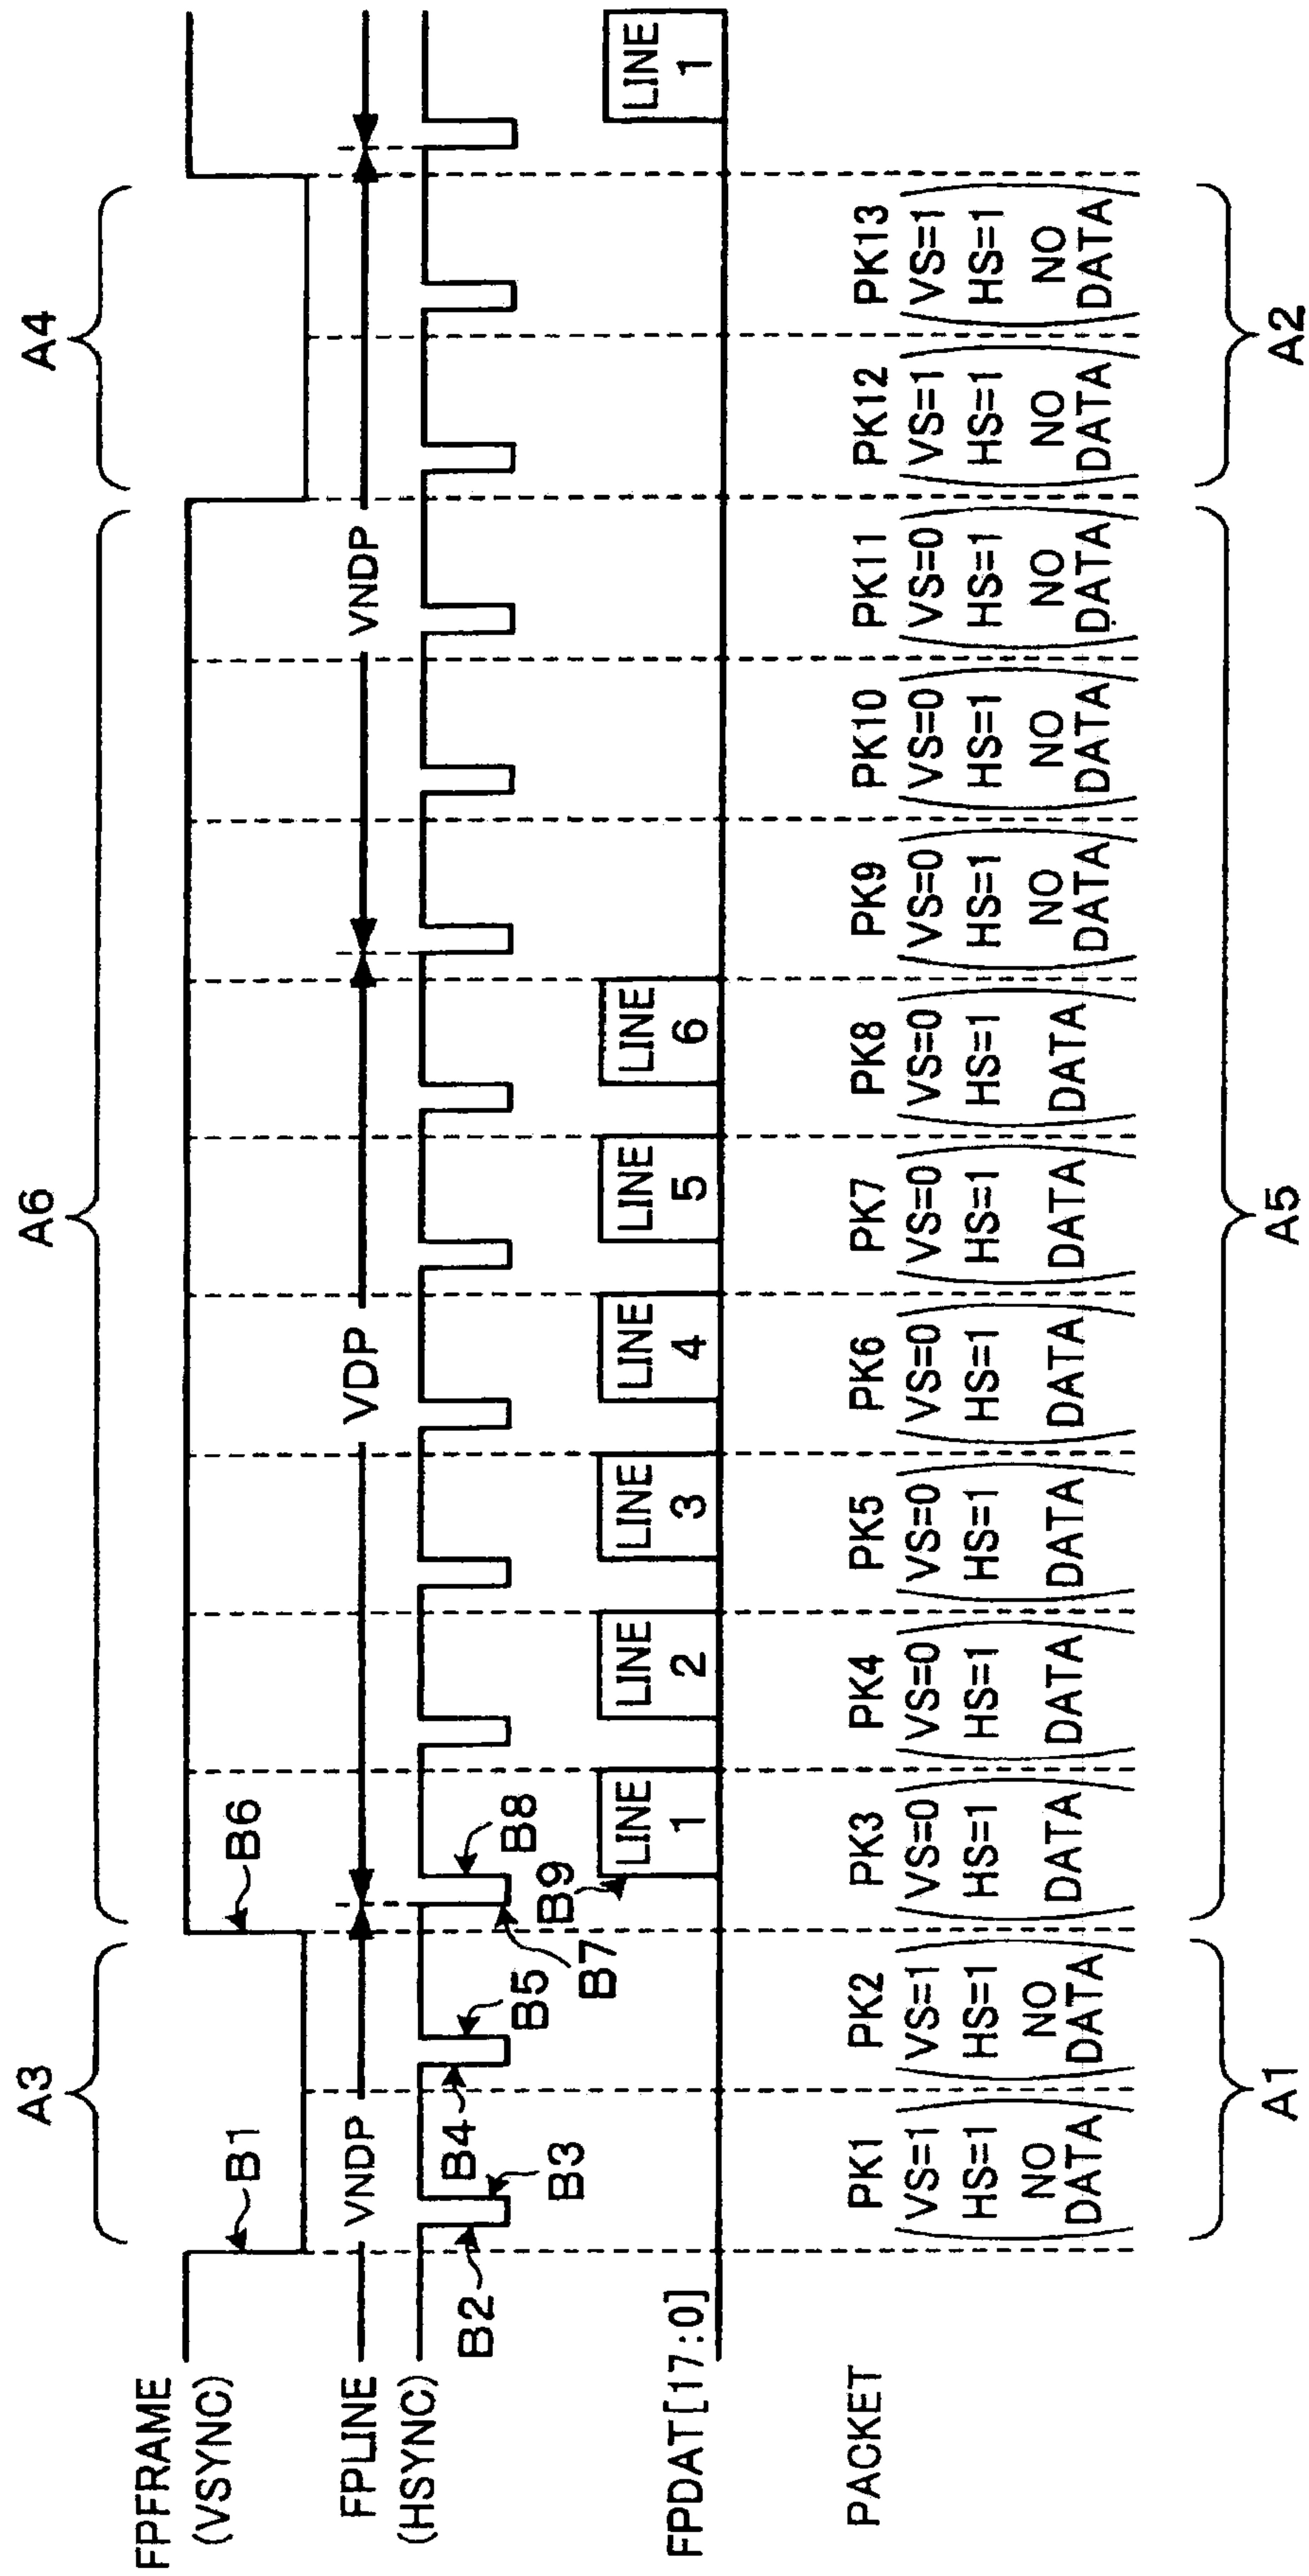 A3
A6
A4
FPFRAME
(VSYNC)
B1
B6
FPLINE
(HSYNC)
VNDP
VDP
VNDP
B2
B3
B4
B5
B7
B8
B9
FPDAT[17:0]
LINE
1
LINE
2
LINE
3
LINE
4
LINE
5
LINE
6
LINE
1
PACKET
PK1
VS=1
HS=1
NO
DATA
PK2
VS=1
HS=1
NO
DATA
PK3
VS=0
HS=1
DATA
PK4
VS=0
HS=1
DATA
PK5
VS=0
HS=1
DATA
PK6
VS=0
HS=1
DATA
PK7
VS=0
HS=1
DATA
PK8
VS=0
HS=1
DATA
PK9
VS=0
HS=1
NO
DATA
PK10
VS=0
HS=1
NO
DATA
PK11
VS=0
HS=1
NO
DATA
PK12
VS=1
HS=1
NO
DATA
PK13
VS=1
HS=1
NO
DATA
A1
A5
A2